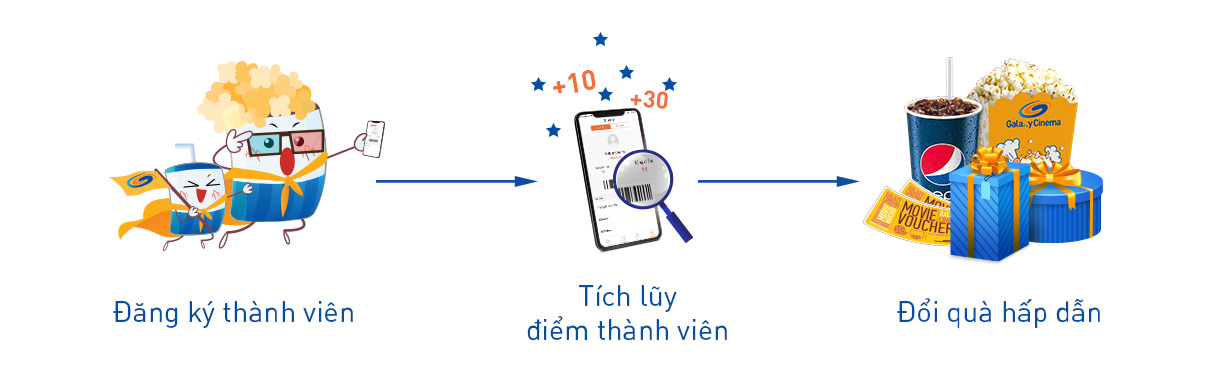 +10
+30
Galaxy Cinema
MOVIE
VOUCHER
Đăng ký thành viên
Tích lũy
điểm thành viên
Đổi quà hấp dẫn